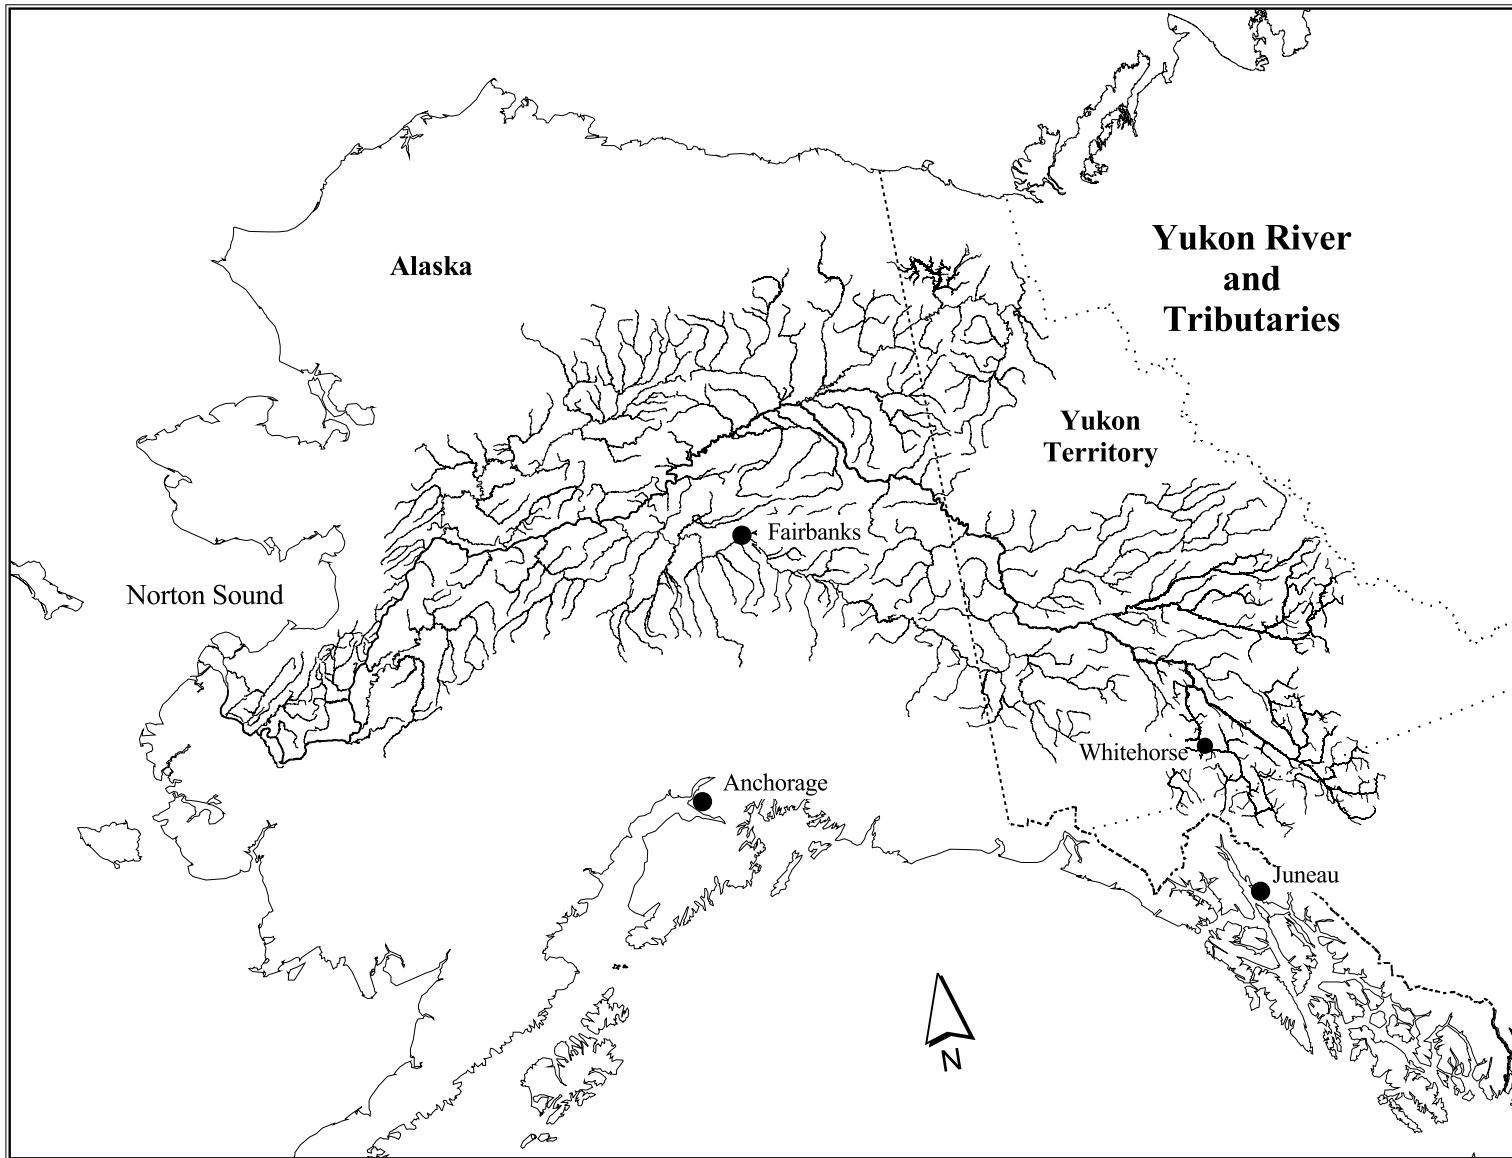 Yukon River
and
Tributaries
Alaska
Yukon
Territory
Fairbanks
Norton Sound
Whitehorse
Anchorage
Juneau
N